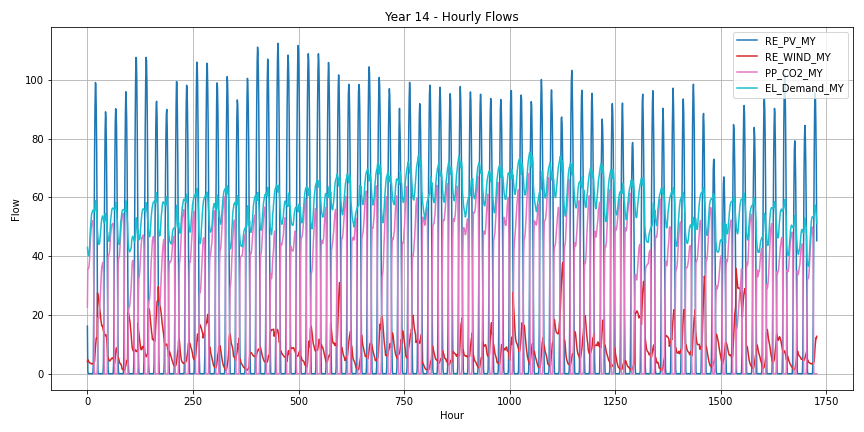 Year 14 - Hourly Flows
RE_PV_MY
RE_WIND_MY
PP_CO2_MY
EL_Demand_MY
Flow
100
80
60
40
20
0
0
250
500
750
1000
1250
1500
1750
Hour